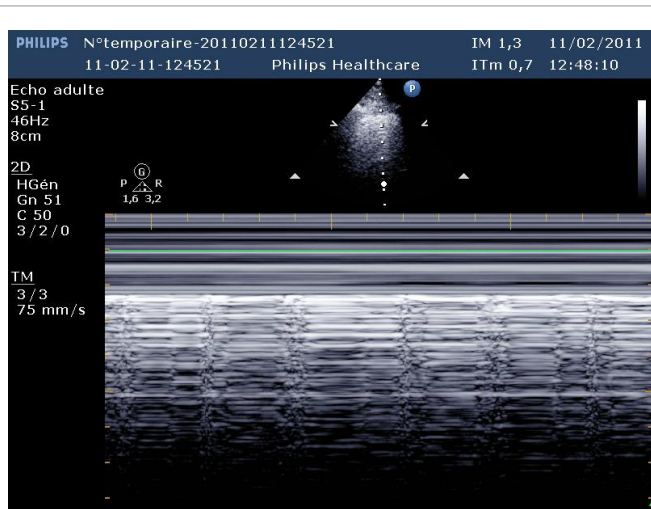 PHILIPS N°temporaire-20110211124521 IM 1,3 11/02/2011
11-02-11-124521 Philips Healthcare ITm 0,7 12:48:10
Echo adulte
S5-1
46Hz
8cm
P
2D
HGén
Gn 51
C 50
3/2/0
G
P R
1,6 3,2
TM
3/3
75 mm/s